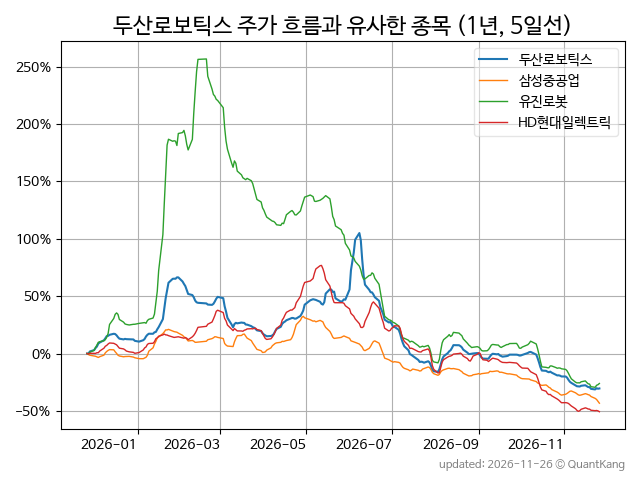 두산로보틱스 주가 흐름과 유사한 종목 (1년, 5일선)
두산로보틱스
삼성중공업
유진로봇
HD현대일렉트릭
250%
200%
150%
100%
50%
0%
−50%
2026-01 2026-03 2026-05 2026-07 2026-09 2026-11
updated: 2026-11-26 © QuantKang